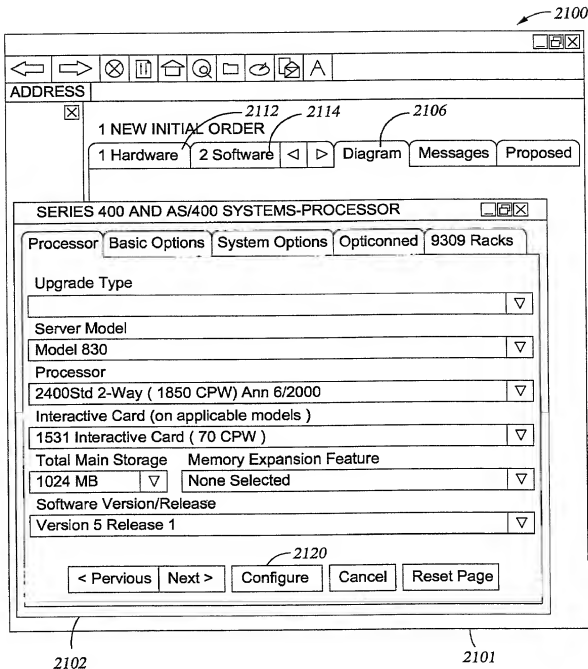 2100
A
ADDRESS
2112 2114 2106
1 NEW INITIAL ORDER
1 Hardware 2 Software Diagram Messages Proposed
SERIES 400 AND AS/400 SYSTEMS-PROCESSOR
Processor Basic Options System Options Opticonned 9309 Racks
Upgrade Type
Server Model
Model 830
Processor
2400Std 2-Way ( 1850 CPW) Ann 6/2000
Interactive Card (on applicable models )
1531 Interactive Card ( 70 CPW )
Total Main Storage Memory Expansion Feature
1024 MB None Selected
Software Version/Release
Version 5 Release 1
2120
< Pervious Next > Configure Cancel Reset Page
2102 2101